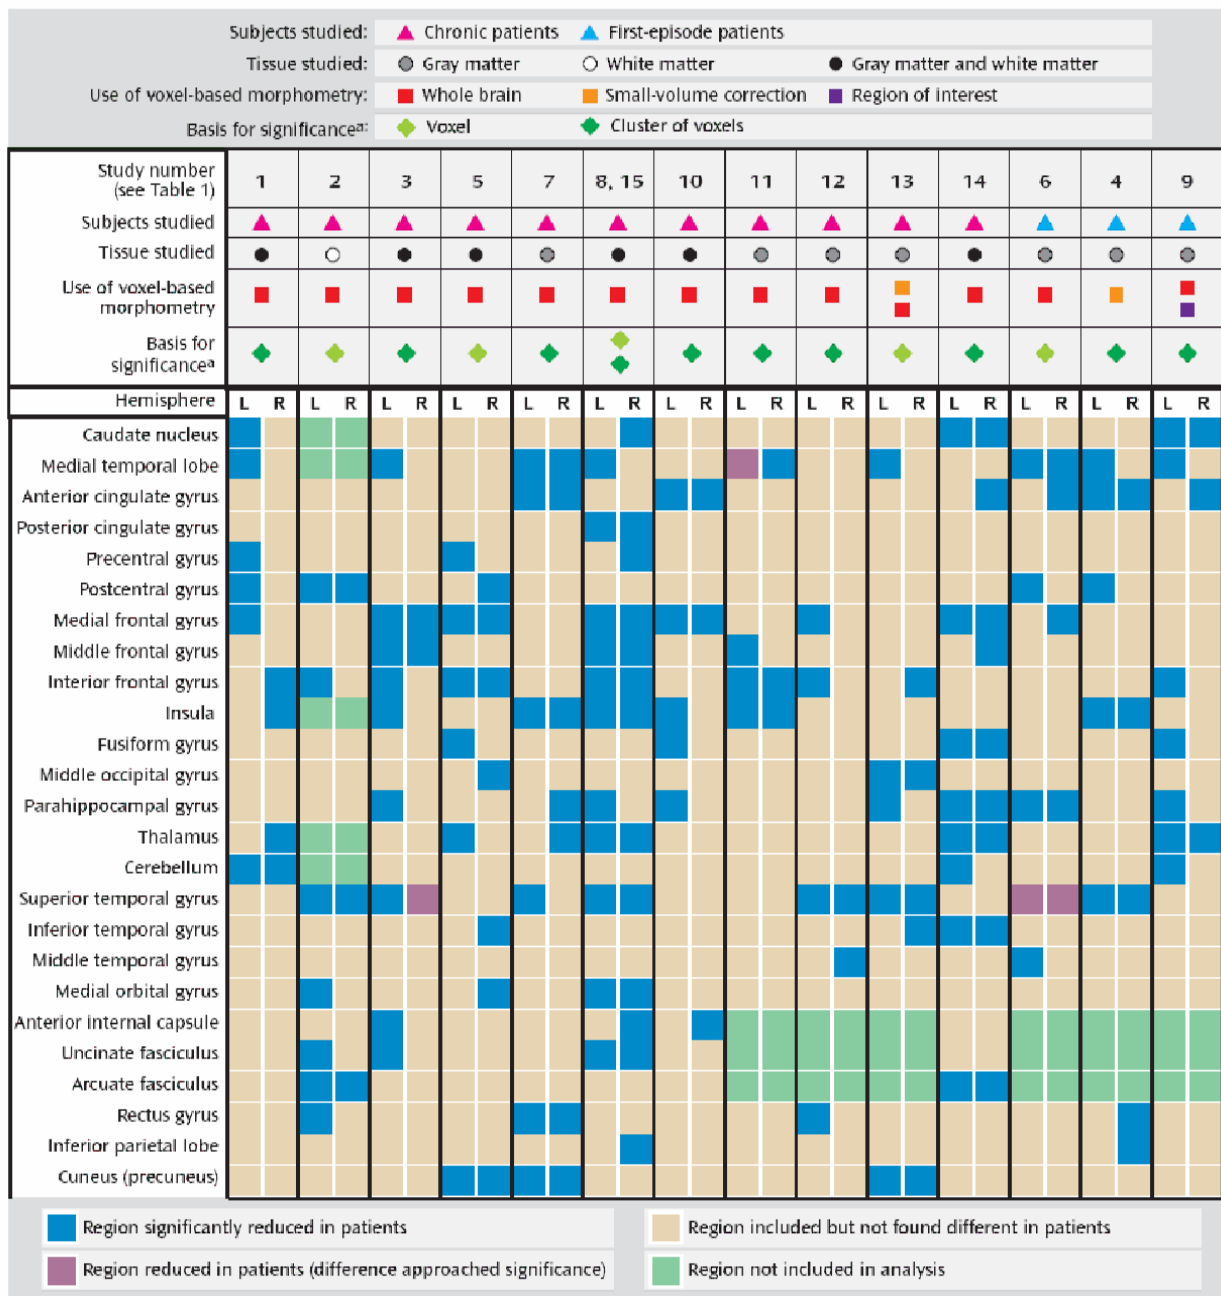 Subjects studied: Chronic patients First-episode patients
Tissue studied: Gray matter White matter Gray matter and white matter
Use of voxel-based morphometry: Whole brain Small-volume correction Region of interest
Basis for significanceª: Voxel Cluster of voxels
Study number
(see Table 1) 1 2 3 5 7 8, 15 10 11 12 13 14 6 4 9
Subjects studied
Tissue studied
Use of voxel-based
morphometry
Basis for
significanceª
Hemisphere L R L R L R L R L R L R L R L R L R L R L R L R L R L R
Caudate nucleus
Medial temporal lobe
Anterior cingulate gyrus
Posterior cingulate gyrus
Precentral gyrus
Postcentral gyrus
Medial frontal gyrus
Middle frontal gyrus
Interior frontal gyrus
Insula
Fusiform gyrus
Middle occipital gyrus
Parahippocampal gyrus
Thalamus
Cerebellum
Superior temporal gyrus
Inferior temporal gyrus
Middle temporal gyrus
Medial orbital gyrus
Anterior internal capsule
Uncinate fasciculus
Arcuate fasciculus
Rectus gyrus
Inferior parietal lobe
Cuneus (precuneus)
Region significantly reduced in patients Region included but not found different in patients
Region reduced in patients (difference approached significance) Region not included in analysis